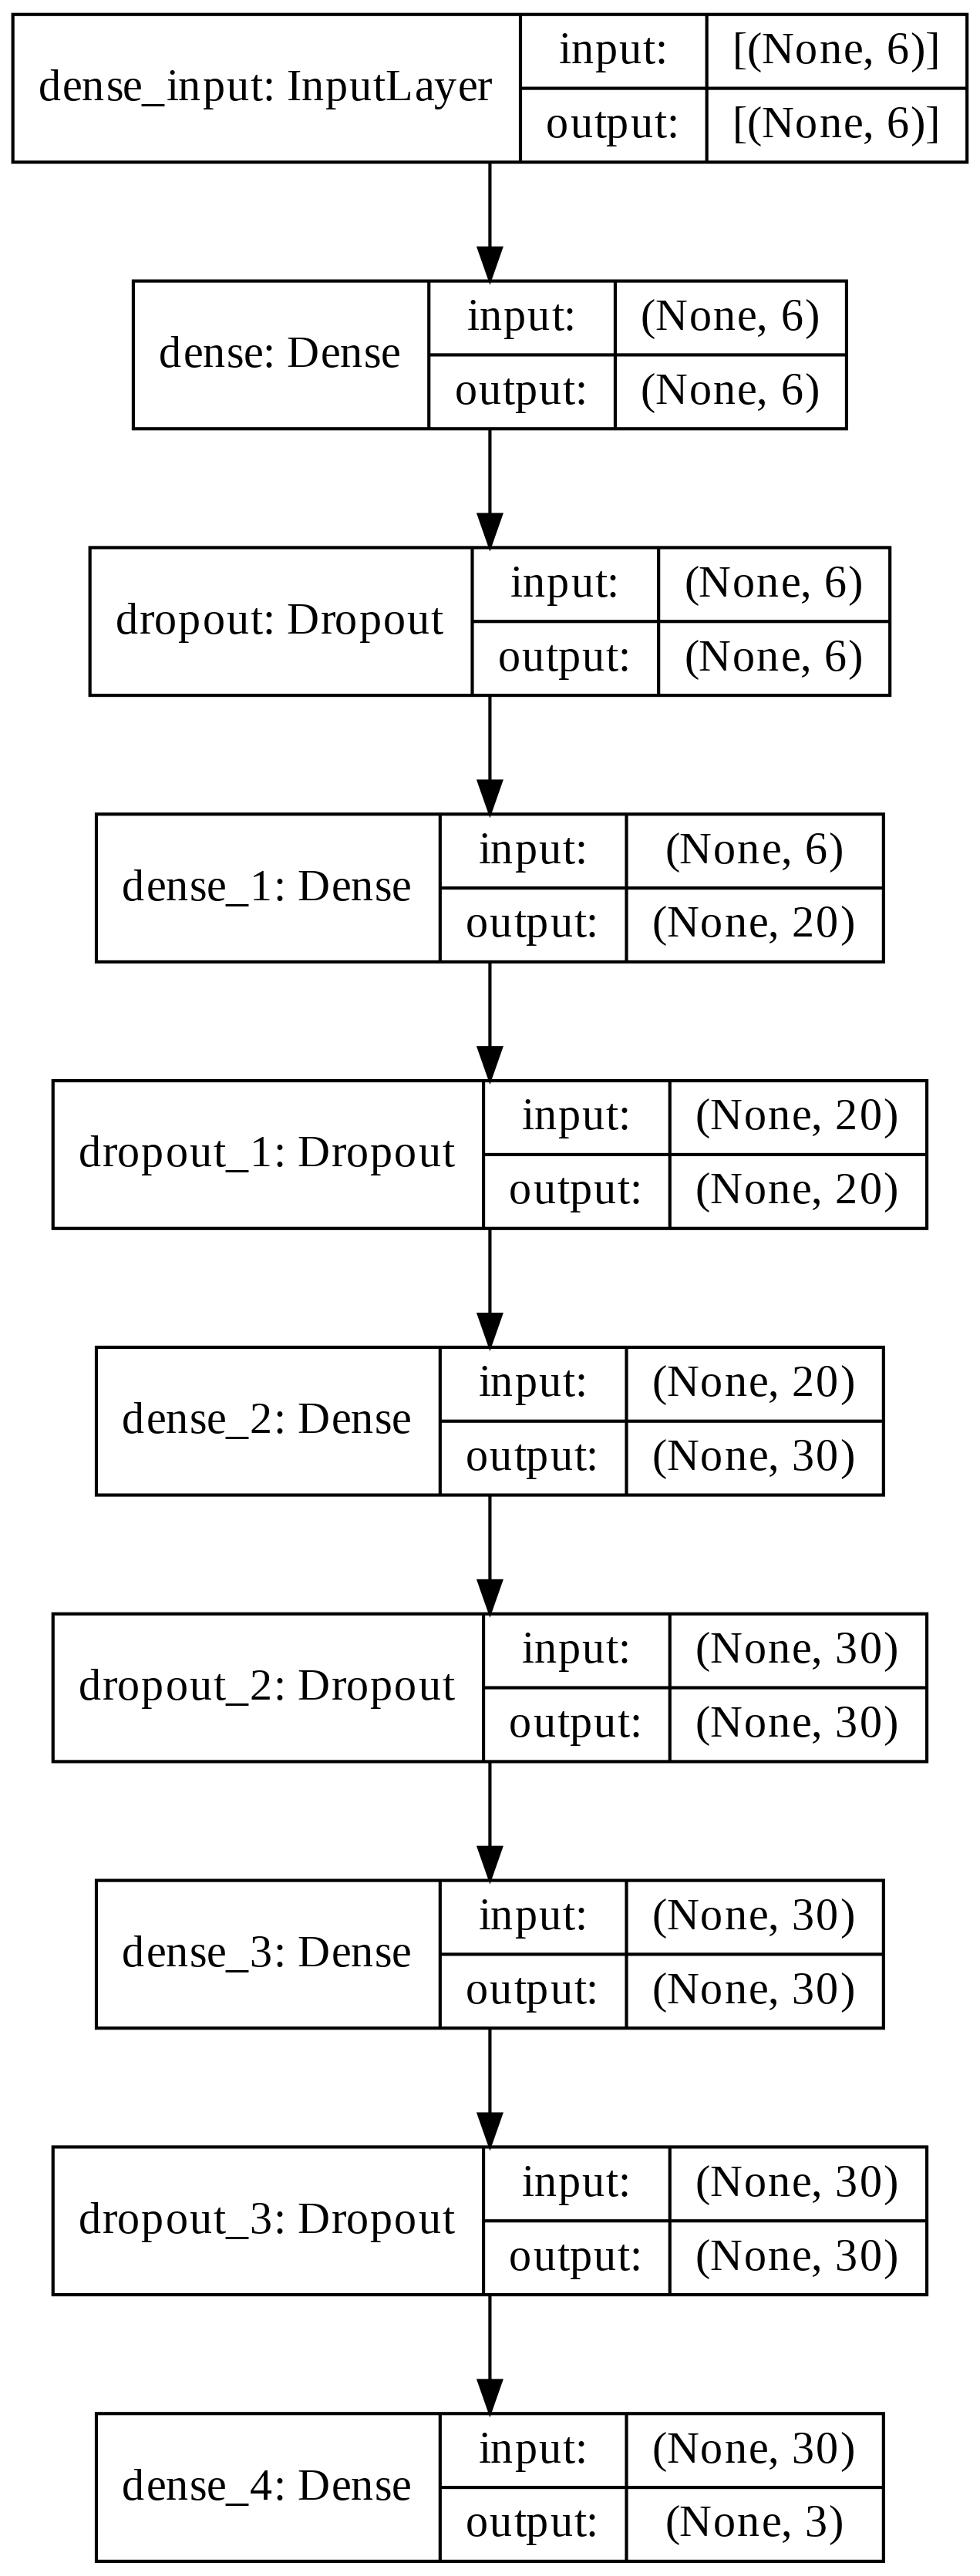 dense_input: InputLayer
input:
[(None, 6)]
output:
[(None, 6)]
dense: Dense
input:
(None, 6)
output:
(None, 6)
dropout: Dropout
input:
(None, 6)
output:
(None, 6)
dense_1: Dense
input:
(None, 6)
output:
(None, 20)
dropout_1: Dropout
input:
(None, 20)
output:
(None, 20)
dense_2: Dense
input:
(None, 20)
output:
(None, 30)
dropout_2: Dropout
input:
(None, 30)
output:
(None, 30)
dense_3: Dense
input:
(None, 30)
output:
(None, 30)
dropout_3: Dropout
input:
(None, 30)
output:
(None, 30)
dense_4: Dense
input:
(None, 30)
output:
(None, 3)